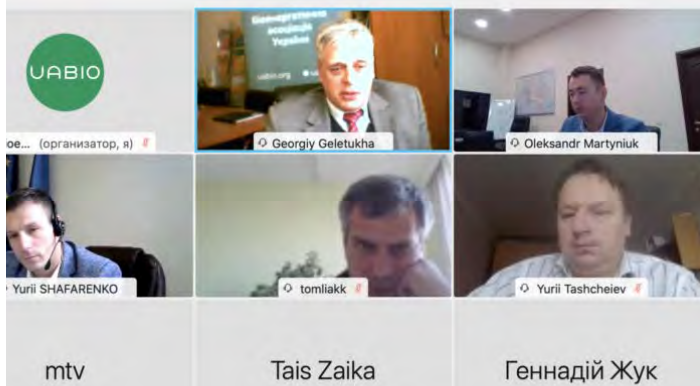 UABIO
ое... (организатор, я)
Біоенергетична
асоціація
України
uabio.org
Georgiy Geletukha
Oleksandr Martyniuk
Yurii SHAFARENKO
tomliakk
Yurii Tashcheiev
mtv
Tais Zaika
Геннадій Жук